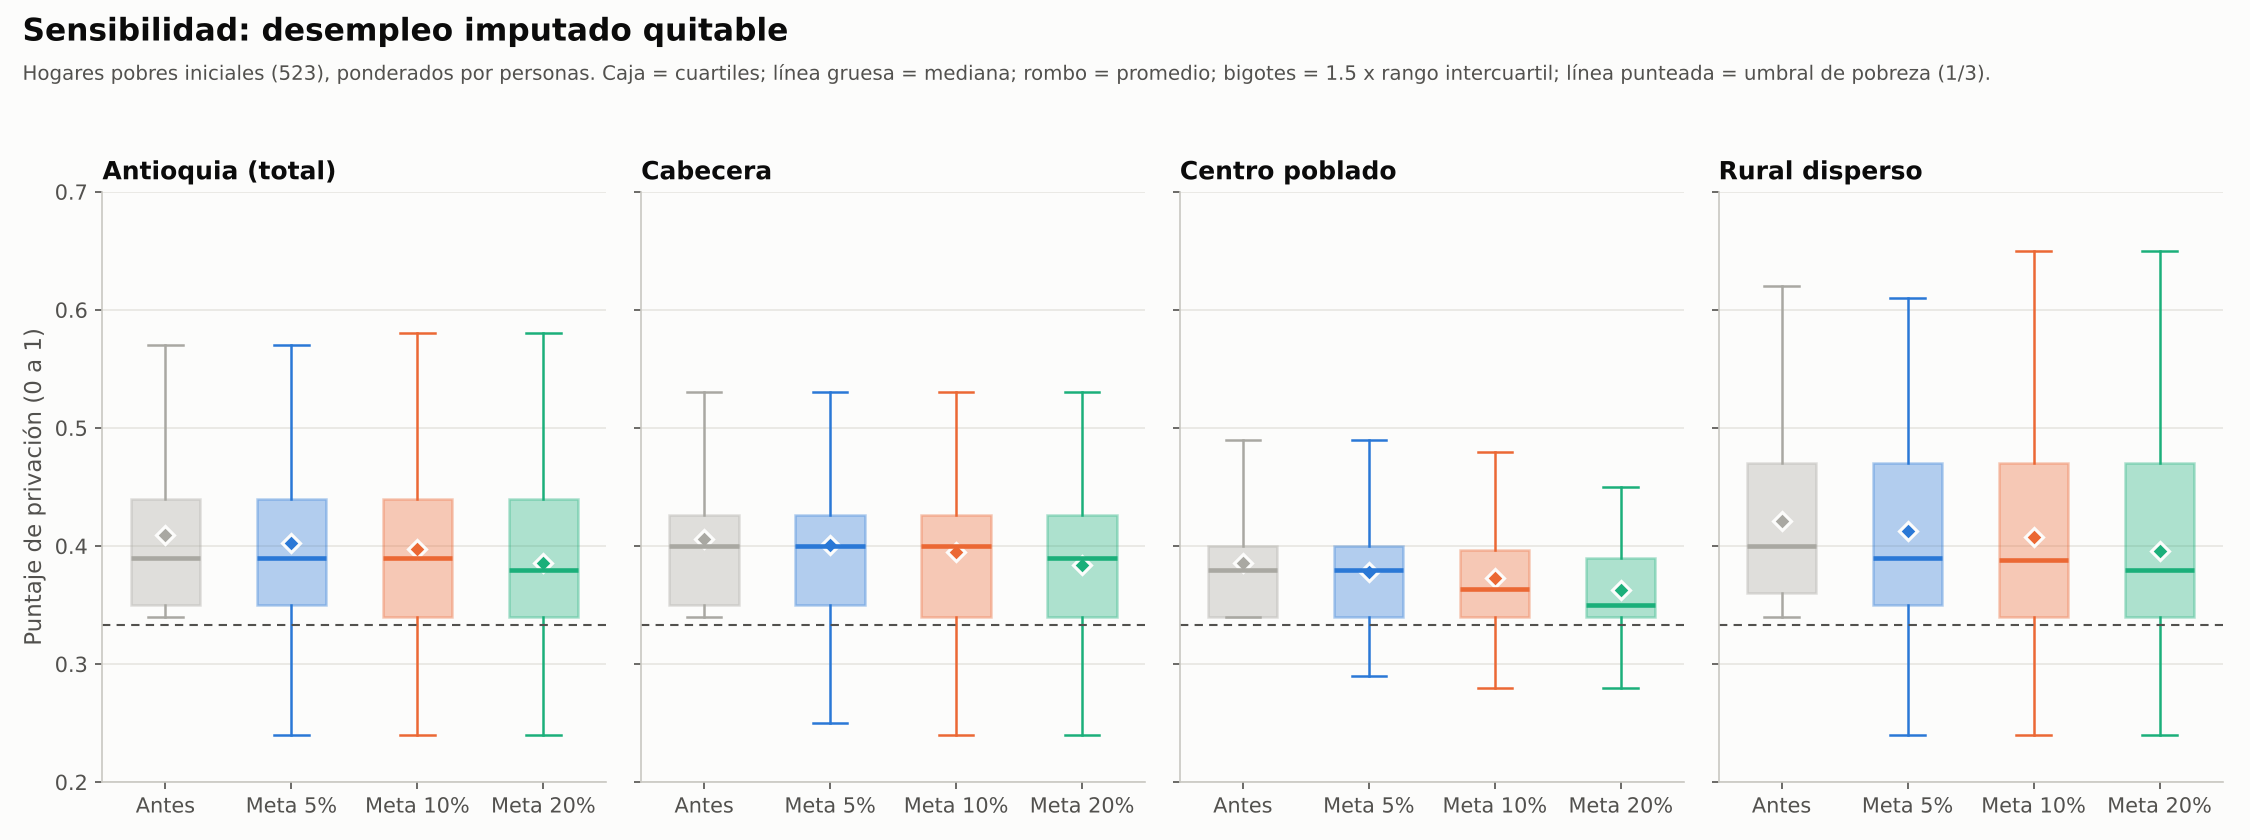 Sensibilidad: desempleo imputado quitable
Hogares pobres iniciales (523), ponderados por personas. Caja = cuartiles; línea gruesa = mediana; rombo = promedio; bigotes = 1.5 x rango intercuartil; línea punteada = umbral de pobreza (1/3).
Antioquia (total)
Cabecera
Centro poblado
Rural disperso
Puntaje de privación (0 a 1)
0.7
0.6
0.5
0.4
0.3
0.2
Antes Meta 5% Meta 10% Meta 20%
Antes Meta 5% Meta 10% Meta 20%
Antes Meta 5% Meta 10% Meta 20%
Antes Meta 5% Meta 10% Meta 20%